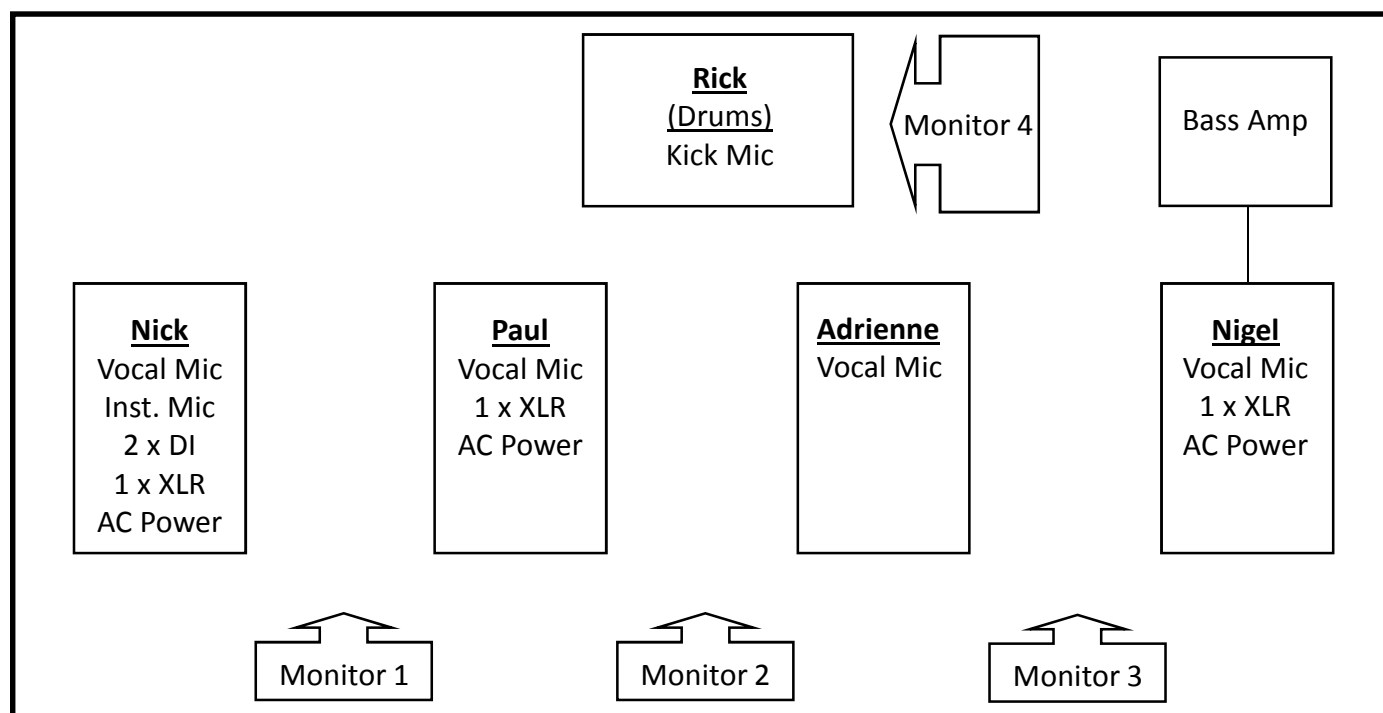 Rick
(Drums)
Kick Mic
Monitor 4
Bass Amp
Nick
Vocal Mic
Inst. Mic
2 x DI
1 x XLR
AC Power
Paul
Vocal Mic
1 x XLR
AC Power
Adrienne
Vocal Mic
Nigel
Vocal Mic
1 x XLR
AC Power
Monitor 1
Monitor 2
Monitor 3